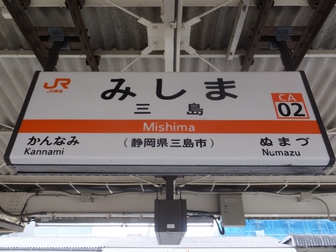 JR
みしま
三島
CA
02
Mishima
かんなみ
Kannami
(静岡県三島市)
ぬまづ
Numazu